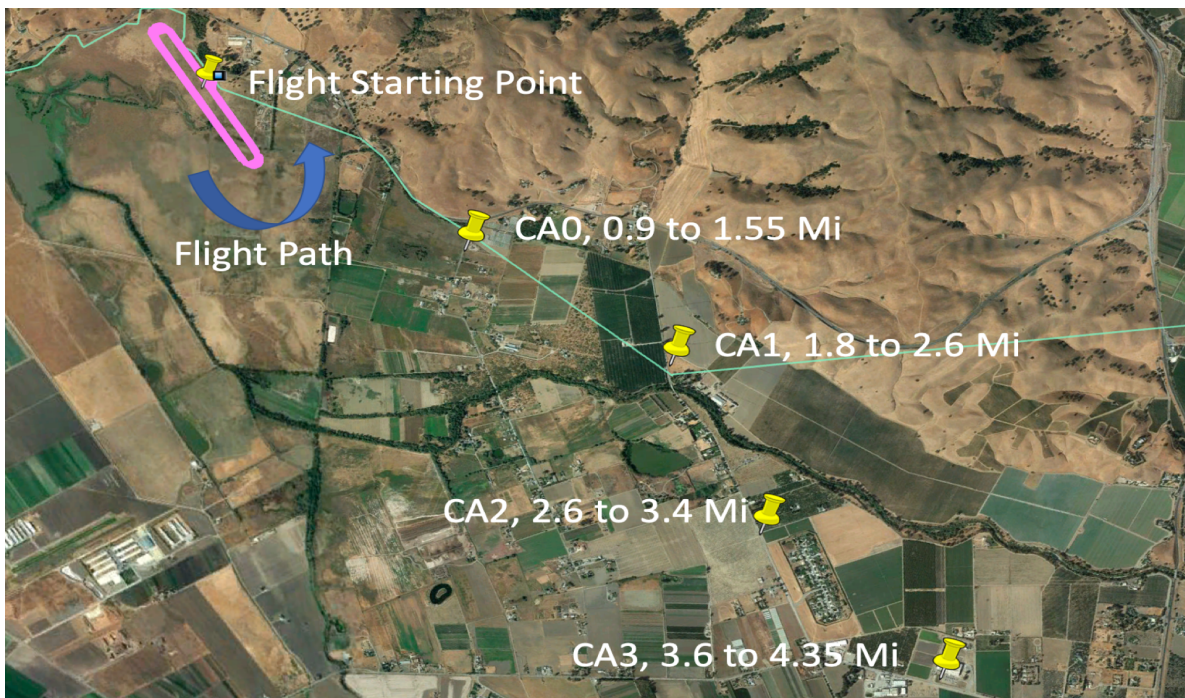 Flight Starting Point
Flight Path
CA0, 0.9 to 1.55 Mi
CA1, 1.8 to 2.6 Mi
CA2, 2.6 to 3.4 Mi
CA3, 3.6 to 4.35 Mi